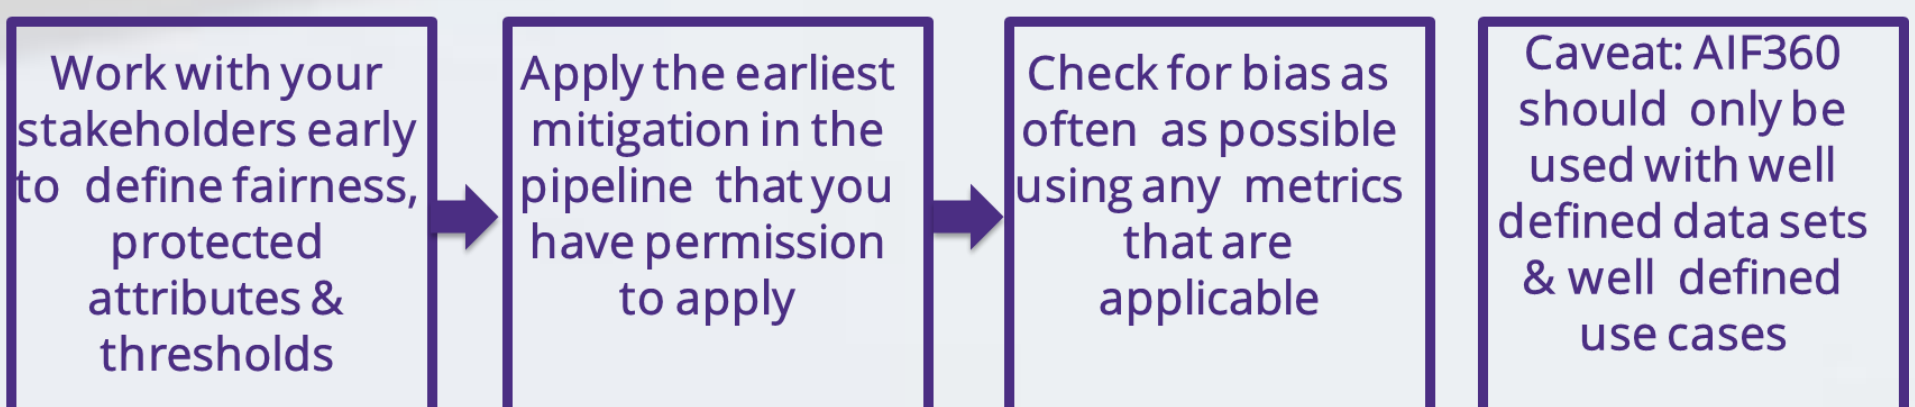 Work with your
stakeholders early
to define fairness,
protected
attributes &
thresholds
Apply the earliest
mitigation in the
pipeline that you
have permission
to apply
Check for bias as
often as possible
using any metrics
that are
applicable
Caveat: AIF360
should only be
used with well
defined data sets
& well defined
use cases